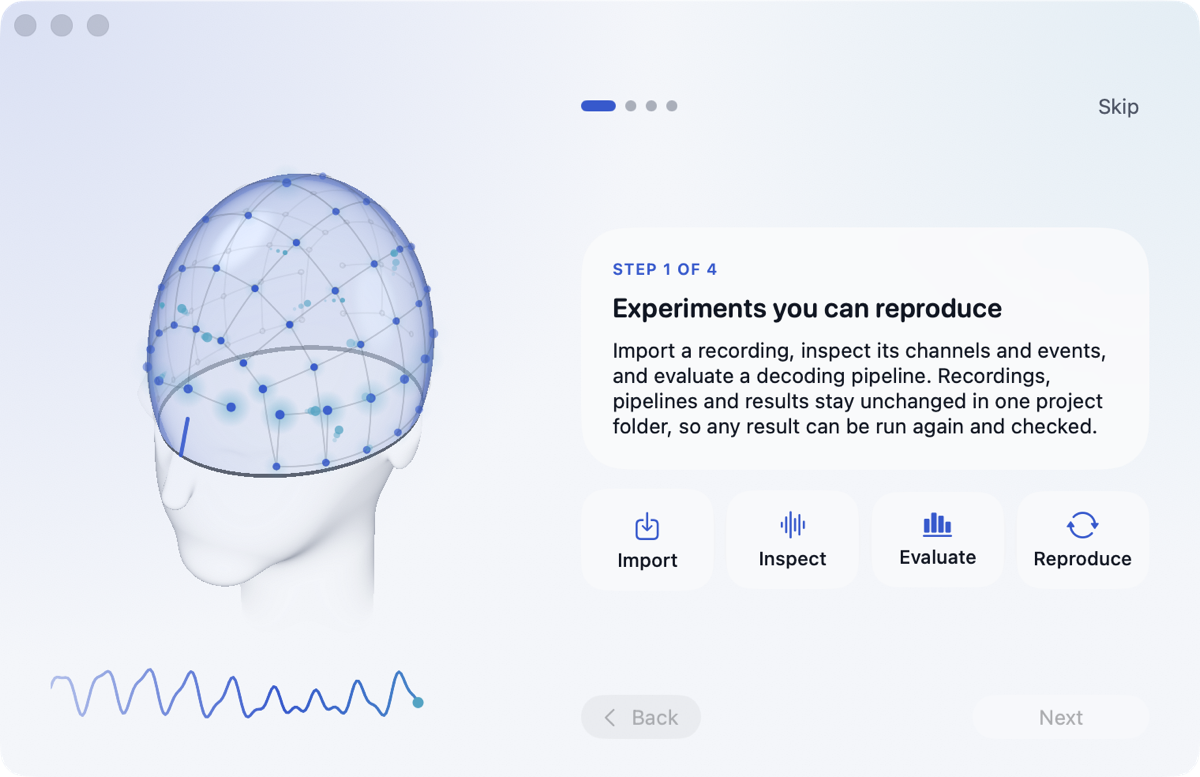 Skip
STEP 1 OF 4
Experiments you can reproduce
Import a recording, inspect its channels and events,
and evaluate a decoding pipeline. Recordings,
pipelines and results stay unchanged in one project
folder, so any result can be run again and checked.
Import
Inspect
Evaluate
Reproduce
Back
Next